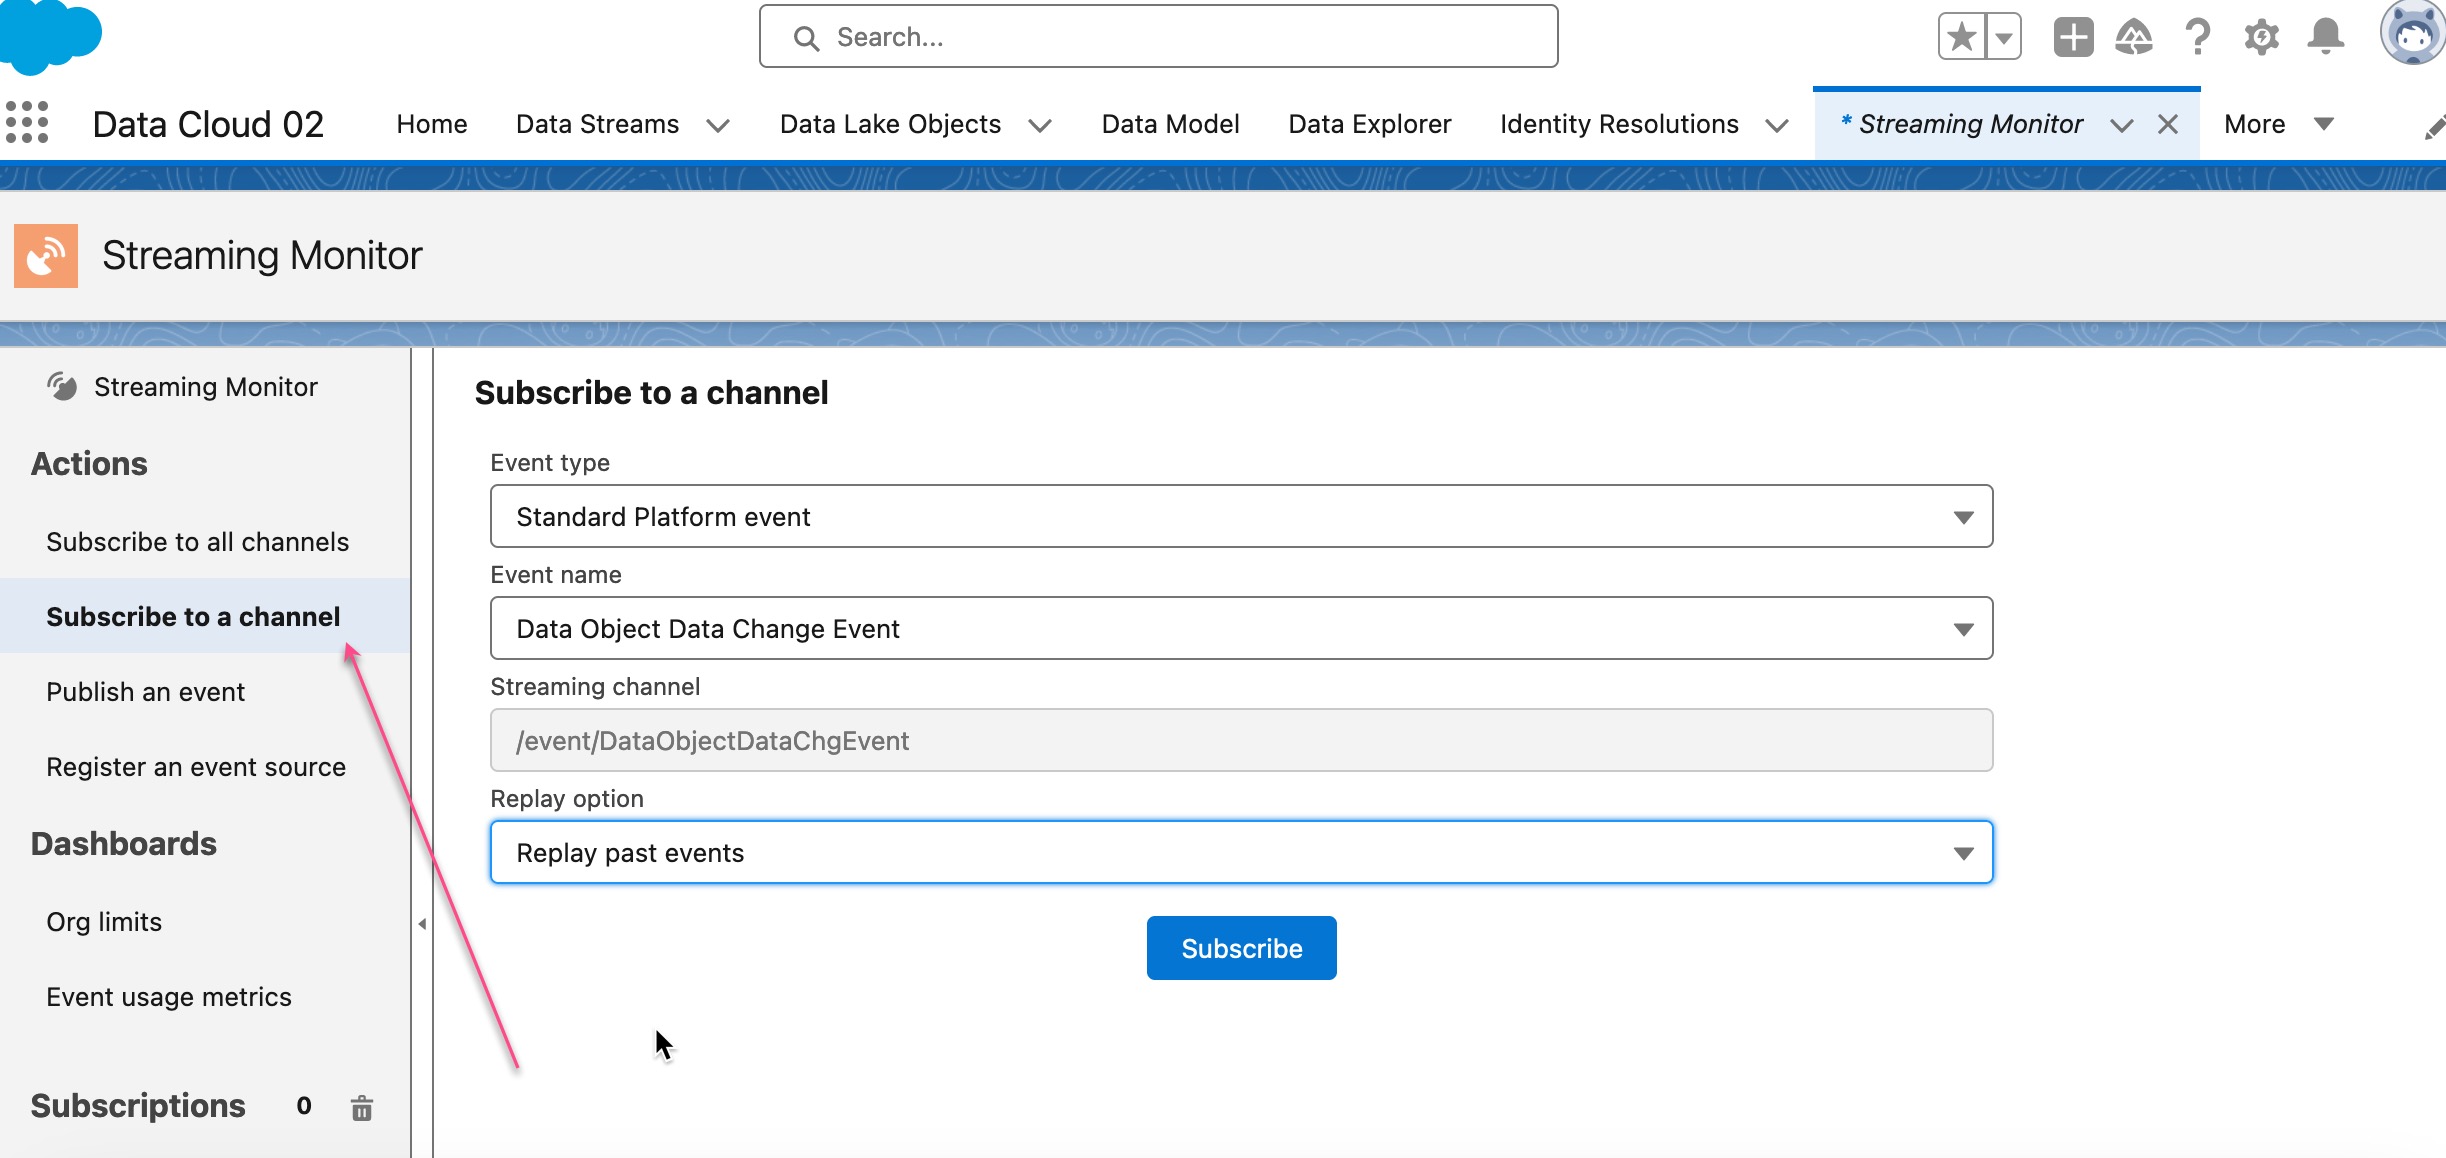 Search...
Data Cloud 02
Home
Data Streams
Data Lake Objects
Data Model
Data Explorer
Identity Resolutions
* Streaming Monitor
More
Streaming Monitor
Streaming Monitor
Actions
Subscribe to all channels
Subscribe to a channel
Publish an event
Register an event source
Dashboards
Org limits
Event usage metrics
Subscriptions 0
Subscribe to a channel
Event type
Standard Platform event
Event name
Data Object Data Change Event
Streaming channel
/event/DataObjectDataChgEvent
Replay option
Replay past events
Subscribe